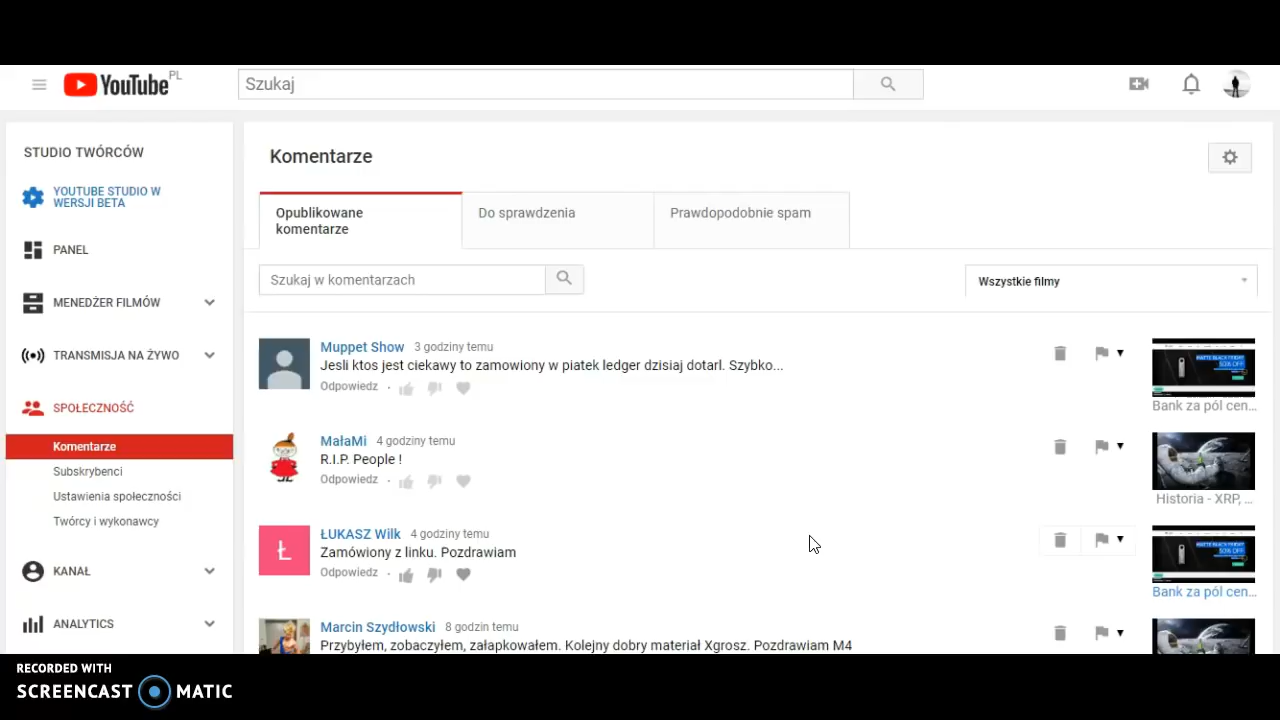 YouTube PL
Szukaj
STUDIO TWÓRCÓW
YOUTUBE STUDIO W
WERSJI BETA
PANEL
MENEDŻER FILMÓW
TRANSMISJA NA ŻYWO
SPOŁECZNOŚĆ
Komentarze
Subskrybenci
Ustawienia społeczności
Twórcy i wykonawcy
KANAŁ
ANALYTICS
Komentarze
Opublikowane
komentarze
Do sprawdzenia
Prawdopodobnie spam
Szukaj w komentarzach
Wszystkie filmy
Muppet Show 3 godziny temu
Jesli ktos jest ciekawy to zamowiony w piatek ledger dzisiaj dotarl. Szybko...
Odpowiedz
Bank za pól cen...
MałaMi 4 godziny temu
R.I.P. People !
Odpowiedz
Historia - XRP, ...
Ł
ŁUKASZ Wilk 4 godziny temu
Zamówiony z linku. Pozdrawiam
Odpowiedz
Bank za pól cen...
Marcin Szydłowski 8 godzin temu
Przybyłem, zobaczyłem, załapkowałem. Kolejny dobry materiał Xgrosz. Pozdrawiam M4
RECORDED WITH
SCREENCAST MATIC